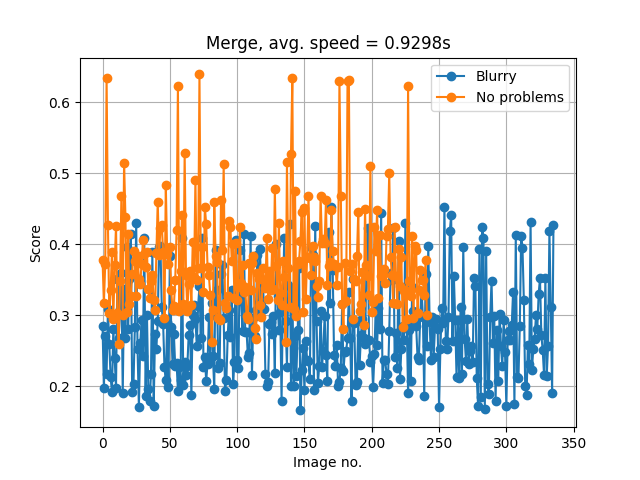 Merge, avg. speed = 0.9298s
Blurry
No problems
0.6
0.5
0.4
0.3
0.2
Score
0 50 100 150 200 250 300 350
Image no.